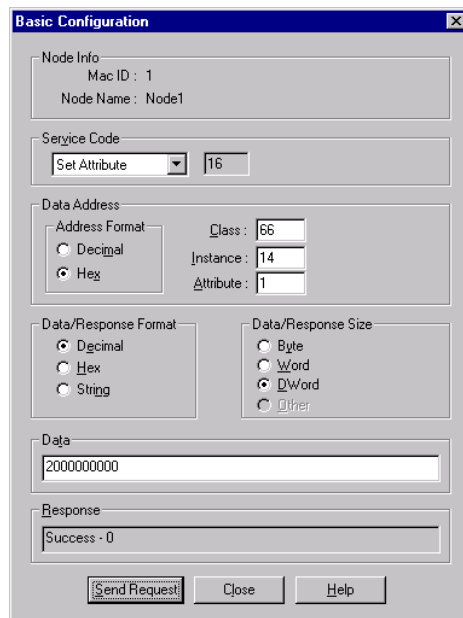 Basic Configuration
Node Info
Mac ID : 1
Node Name : Node1
Service Code
Set Attribute 16
Data Address
Address Format
Decimal
Hex
Class : 66
Instance : 14
Attribute : 1
Data/Response Format
Decimal
Hex
String
Data/Response Size
Byte
Word
DWord
Other
Data
2000000000
Response
Success - 0
Send Request Close Help